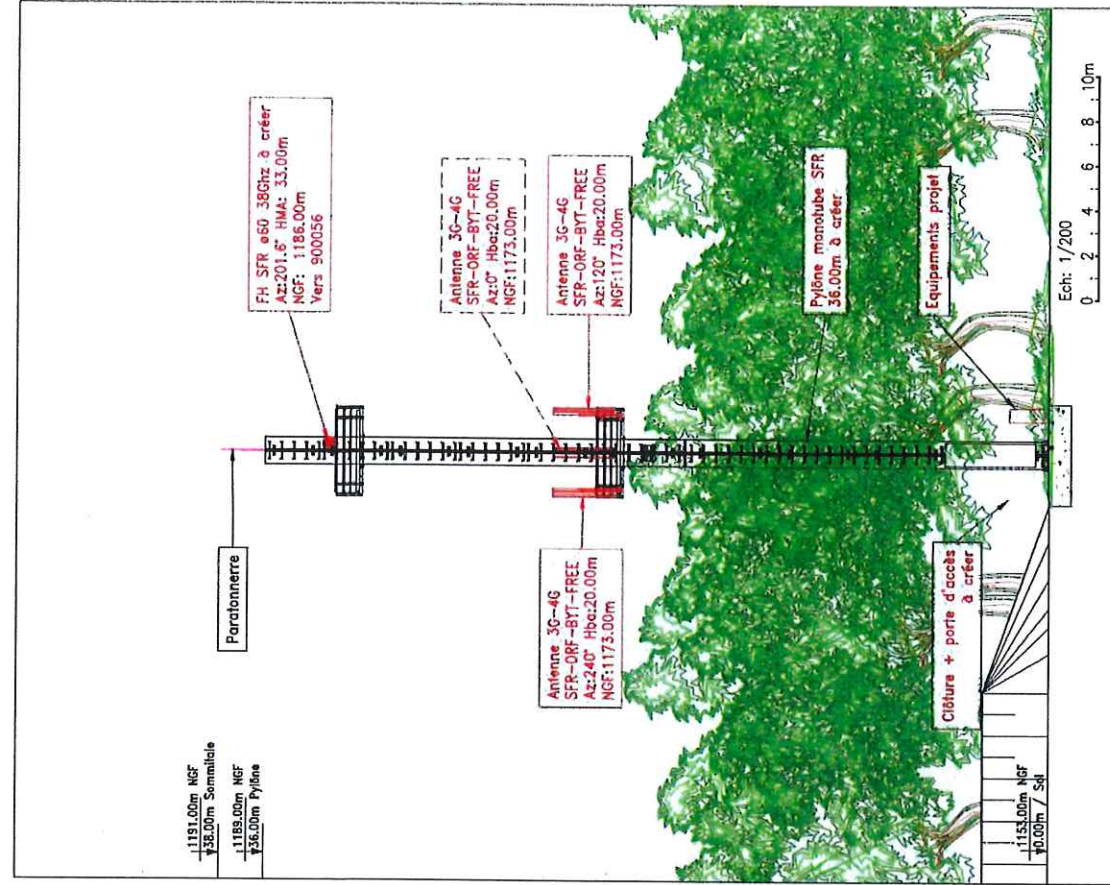 Paratonnerre
FH SFR ø60 38Ghz à créer
Az:201.6° HMA: 33.00m
NGF: 1186.00m
Vers 900056
Antenne 3G-4G
SFR-ORF-BYT-FREE
Az:0° Hba:20.00m
NGF:1173.00m
Antenne 3G-4G
SFR-ORF-BYT-FREE
Az:240° Hba:20.00m
NGF:1173.00m
Antenne 3G-4G
SFR-ORF-BYT-FREE
Az:120° Hba:20.00m
NGF:1173.00m
1191.00m NGF
38.00m Sommitale
1189.00m NGF
36.00m Pylône
Pylône monotube SFR
36.00m à créer
Clôture + porte d'accès
à créer
Equipements projet
1153.00m NGF
0.00m / Sol
Ech: 1/200
0 2 4 6 8 10m